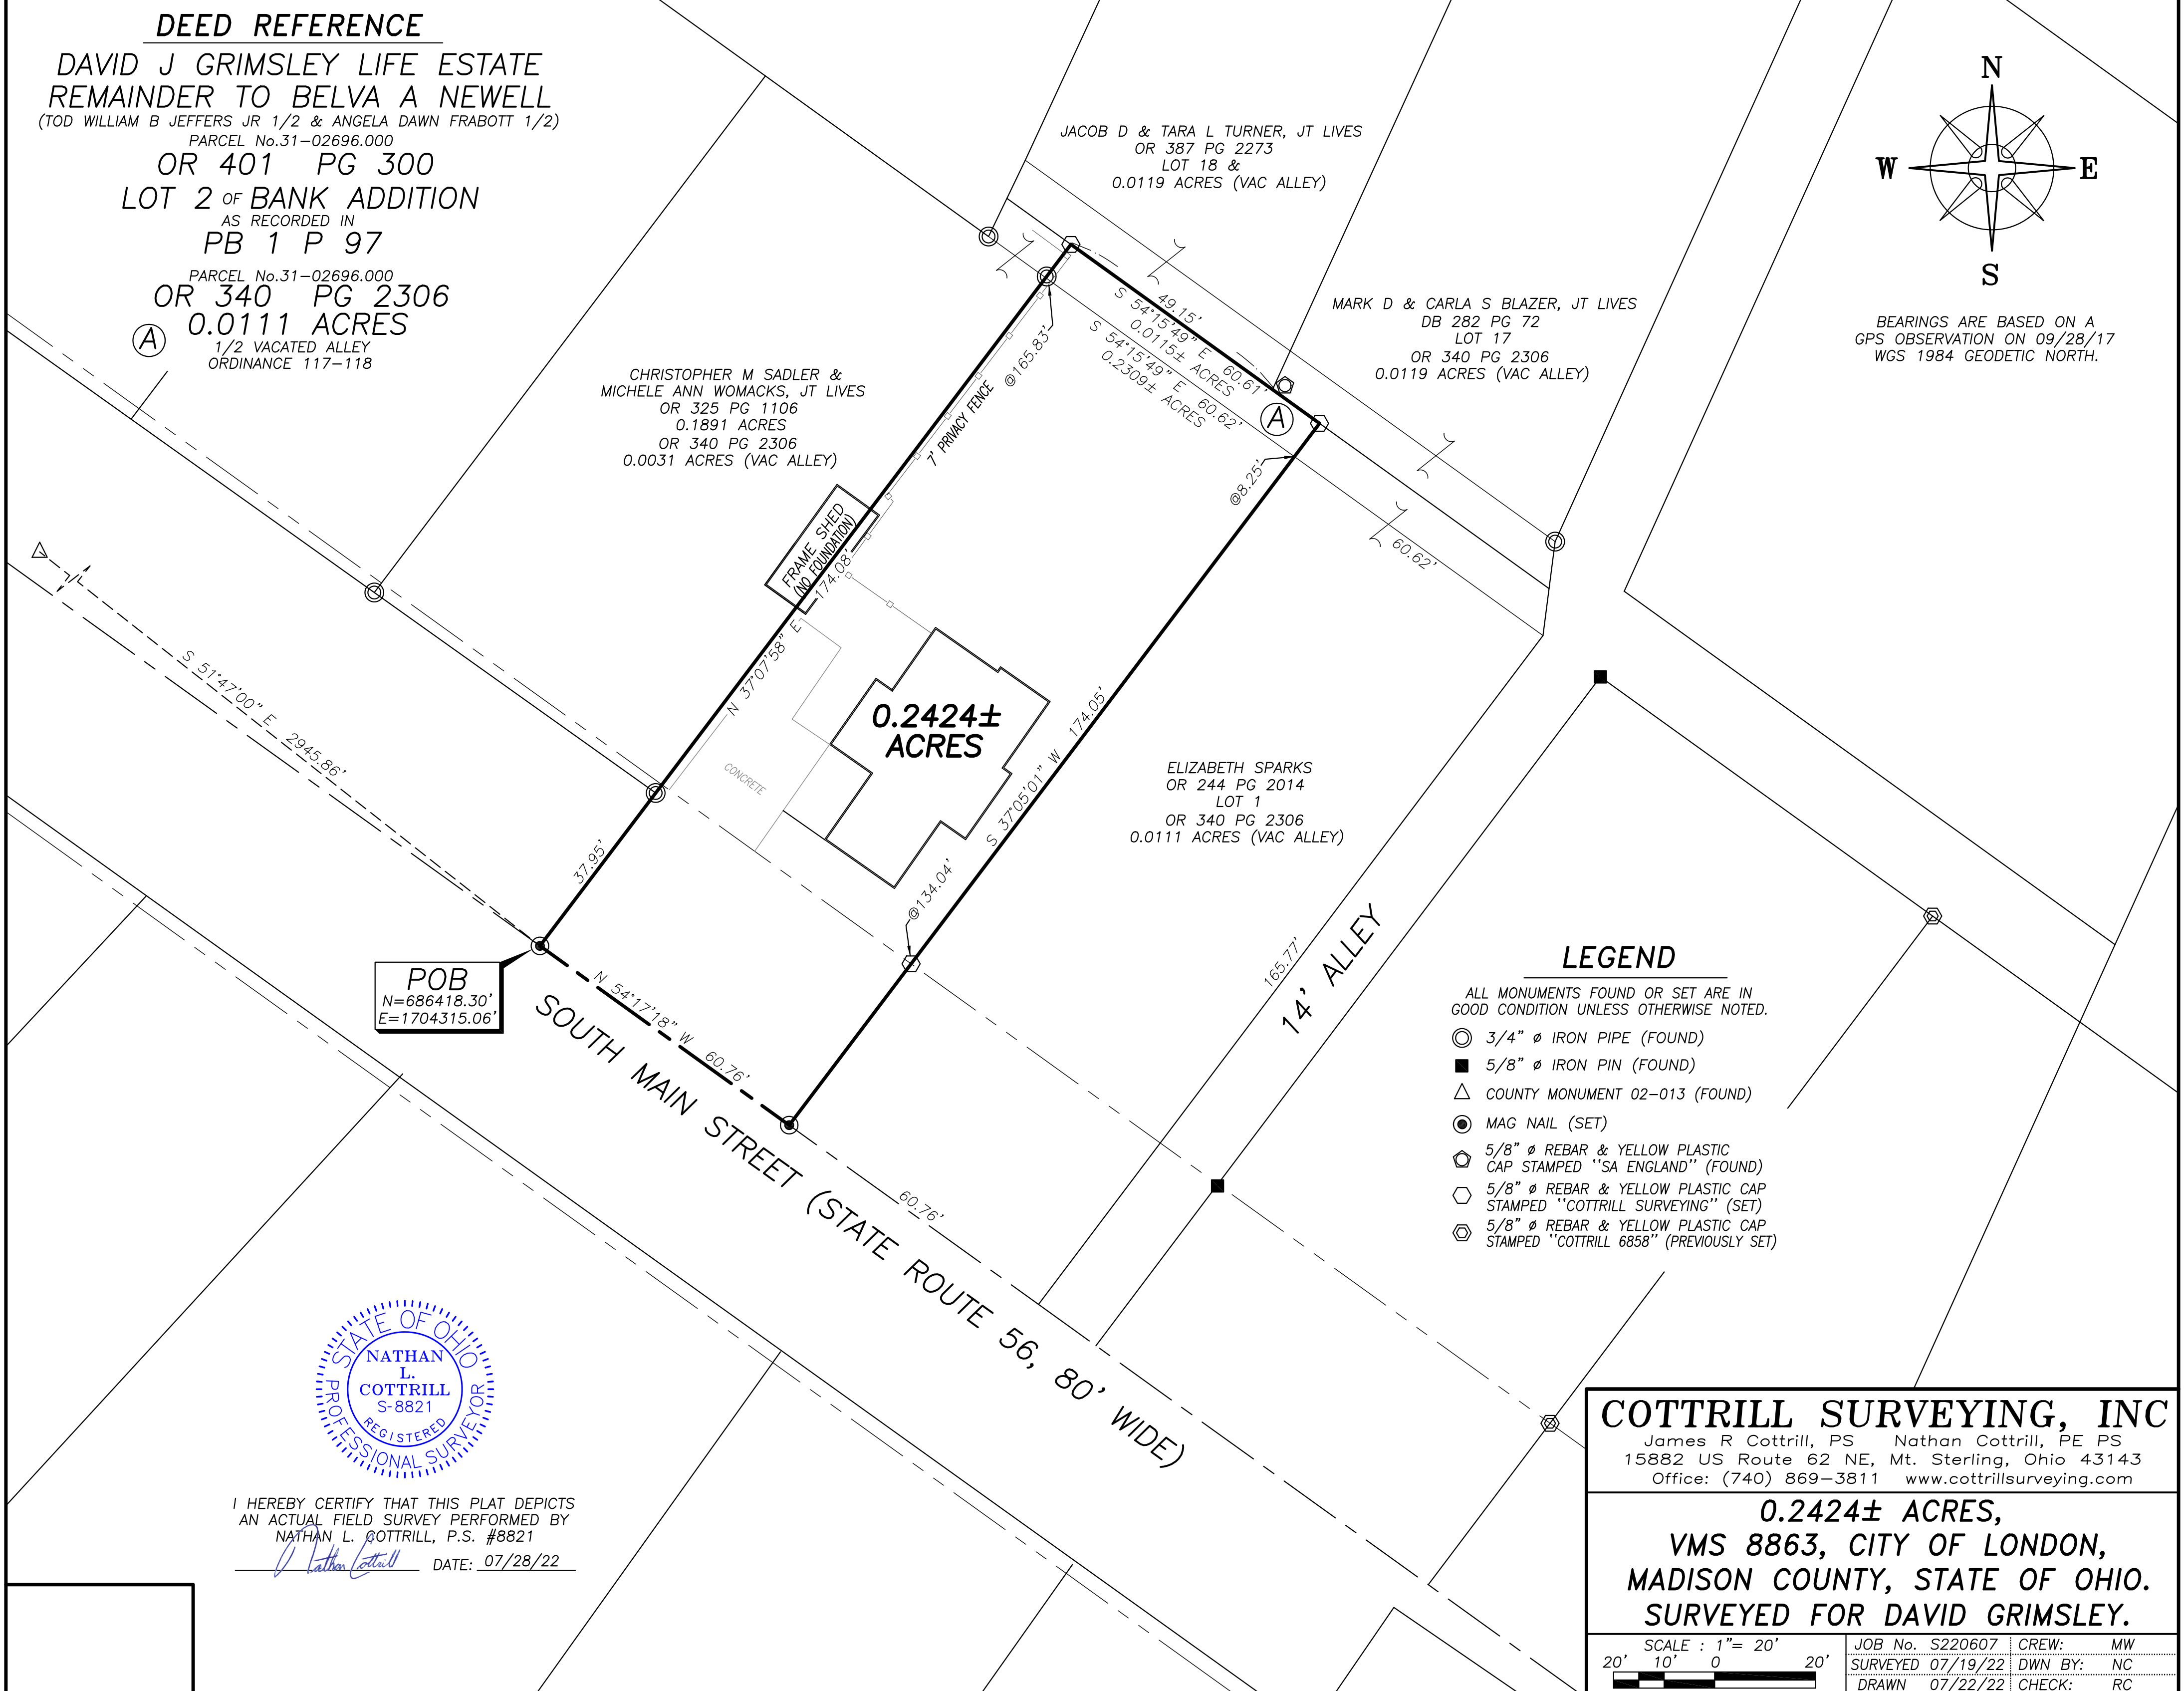 DEED REFERENCE
DAVID J GRIMSLEY LIFE ESTATE
REMAINDER TO BELVA A NEWELL
(TOD WILLIAM B JEFFERS JR 1/2 & ANGELA DAWN FRABOTT 1/2)
PARCEL No.31-02696.000
OR 401 PG 300
LOT 2 OF BANK ADDITION
AS RECORDED IN
PB 1 P 97
PARCEL No.31-02696.000
OR 340 PG 2306
0.0111 ACRES
A
1/2 VACATED ALLEY
ORDINANCE 117-118
JACOB D & TARA L TURNER, JT LIVES
OR 387 PG 2273
LOT 18 &
0.0119 ACRES (VAC ALLEY)
N
W
E
S
BEARINGS ARE BASED ON A
GPS OBSERVATION ON 09/28/17
WGS 1984 GEODETIC NORTH.
MARK D & CARLA S BLAZER, JT LIVES
DB 282 PG 72
LOT 17
OR 340 PG 2306
0.0119 ACRES (VAC ALLEY)
CHRISTOPHER M SADLER &
MICHELE ANN WOMACKS, JT LIVES
OR 325 PG 1106
0.1891 ACRES
OR 340 PG 2306
0.0031 ACRES (VAC ALLEY)
49.15'
S 54°15'49" E 60.61'
0.0115± ACRES
S 54°15'49" E 60.62'
0.2309± ACRES
A
@165.83'
7' PRIVACY FENCE
@8.25'
60.62'
FRAME SHED
(NO FOUNDATION)
N 37°07'58" E 174.08'
S 51°47'00" E 2945.86'
0.2424±
ACRES
CONCRETE
S 37°05'01" W 174.05'
ELIZABETH SPARKS
OR 244 PG 2014
LOT 1
OR 340 PG 2306
0.0111 ACRES (VAC ALLEY)
37.95'
@134.04'
165.77'
14' ALLEY
POB
N=686418.30'
E=1704315.06'
N 54°17'18" W 60.76'
60.76'
SOUTH MAIN STREET (STATE ROUTE 56, 80' WIDE)
LEGEND
ALL MONUMENTS FOUND OR SET ARE IN
GOOD CONDITION UNLESS OTHERWISE NOTED.
3/4" ø IRON PIPE (FOUND)
5/8" ø IRON PIN (FOUND)
COUNTY MONUMENT 02-013 (FOUND)
MAG NAIL (SET)
5/8" ø REBAR & YELLOW PLASTIC
CAP STAMPED "SA ENGLAND" (FOUND)
5/8" ø REBAR & YELLOW PLASTIC CAP
STAMPED "COTTRILL SURVEYING" (SET)
5/8" ø REBAR & YELLOW PLASTIC CAP
STAMPED "COTTRILL 6858" (PREVIOUSLY SET)
STATE OF OHIO
NATHAN
L.
COTTRILL
S-8821
REGISTERED
PROFESSIONAL SURVEYOR
I HEREBY CERTIFY THAT THIS PLAT DEPICTS
AN ACTUAL FIELD SURVEY PERFORMED BY
NATHAN L. COTTRILL, P.S. #8821
Nathan Cottrill DATE: 07/28/22
COTTRILL SURVEYING, INC
James R Cottrill, PS Nathan Cottrill, PE PS
15882 US Route 62 NE, Mt. Sterling, Ohio 43143
Office: (740) 869-3811 www.cottrillsurveying.com
0.2424± ACRES,
VMS 8863, CITY OF LONDON,
MADISON COUNTY, STATE OF OHIO.
SURVEYED FOR DAVID GRIMSLEY.
SCALE : 1"= 20'
20' 10' 0 20'
JOB No. S220607 CREW: MW
SURVEYED 07/19/22 DWN BY: NC
DRAWN 07/22/22 CHECK: RC